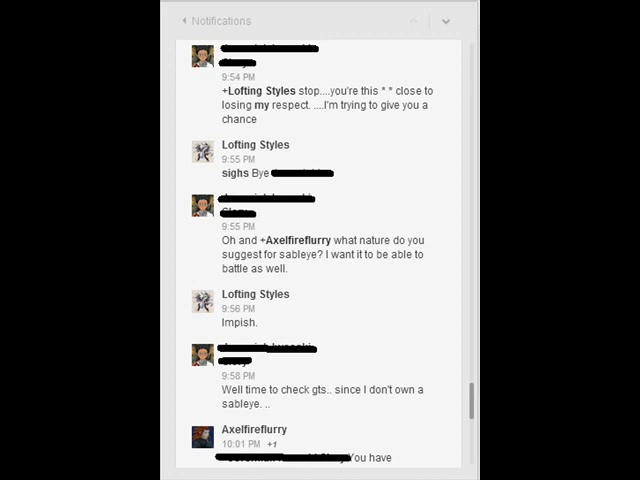 Notifications
9:54 PM
+Lofting Styles stop....you're this * * close to
losing my respect. ....I'm trying to give you a
chance
Lofting Styles
9:55 PM
sighs Bye
9:55 PM
Oh and +Axelfireflurry what nature do you
suggest for sableye? I want it to be able to
battle as well.
Lofting Styles
9:56 PM
Impish.
9:58 PM
Well time to check gts.. since I don't own a
sableye. ..
Axelfireflurry
10:01 PM +1
You have